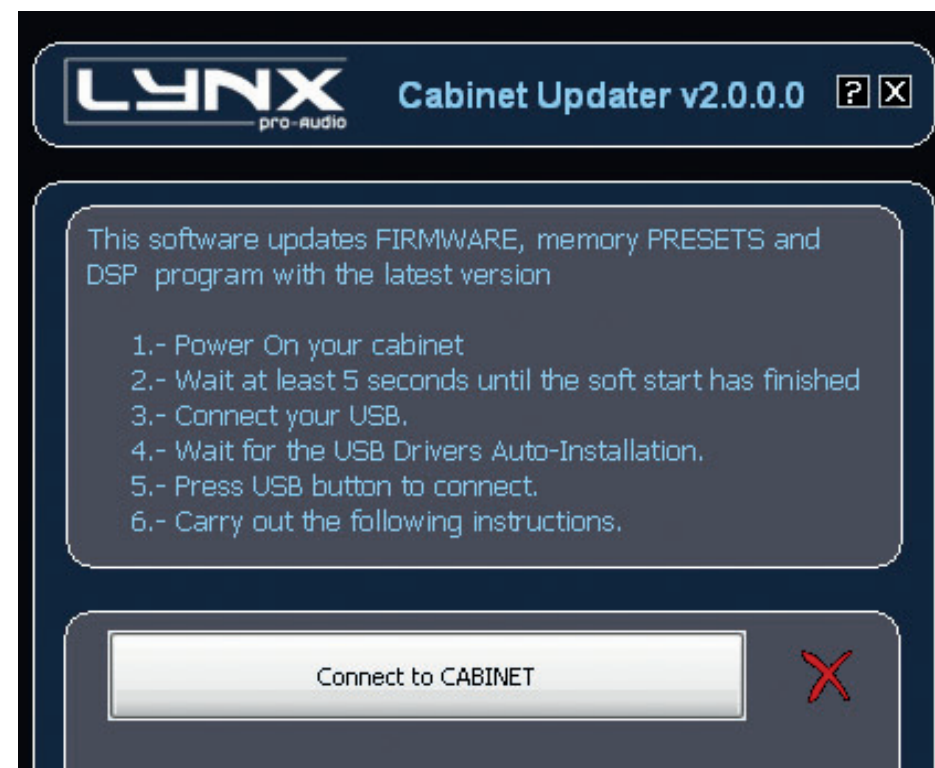 LYNX
pro-audio
Cabinet Updater v2.0.0.0 ? X
This software updates FIRMWARE, memory PRESETS and
DSP program with the latest version
1.- Power On your cabinet
2.- Wait at least 5 seconds until the soft start has finished
3.- Connect your USB.
4.- Wait for the USB Drivers Auto-Installation.
5.- Press USB button to connect.
6.- Carry out the following instructions.
Connect to CABINET